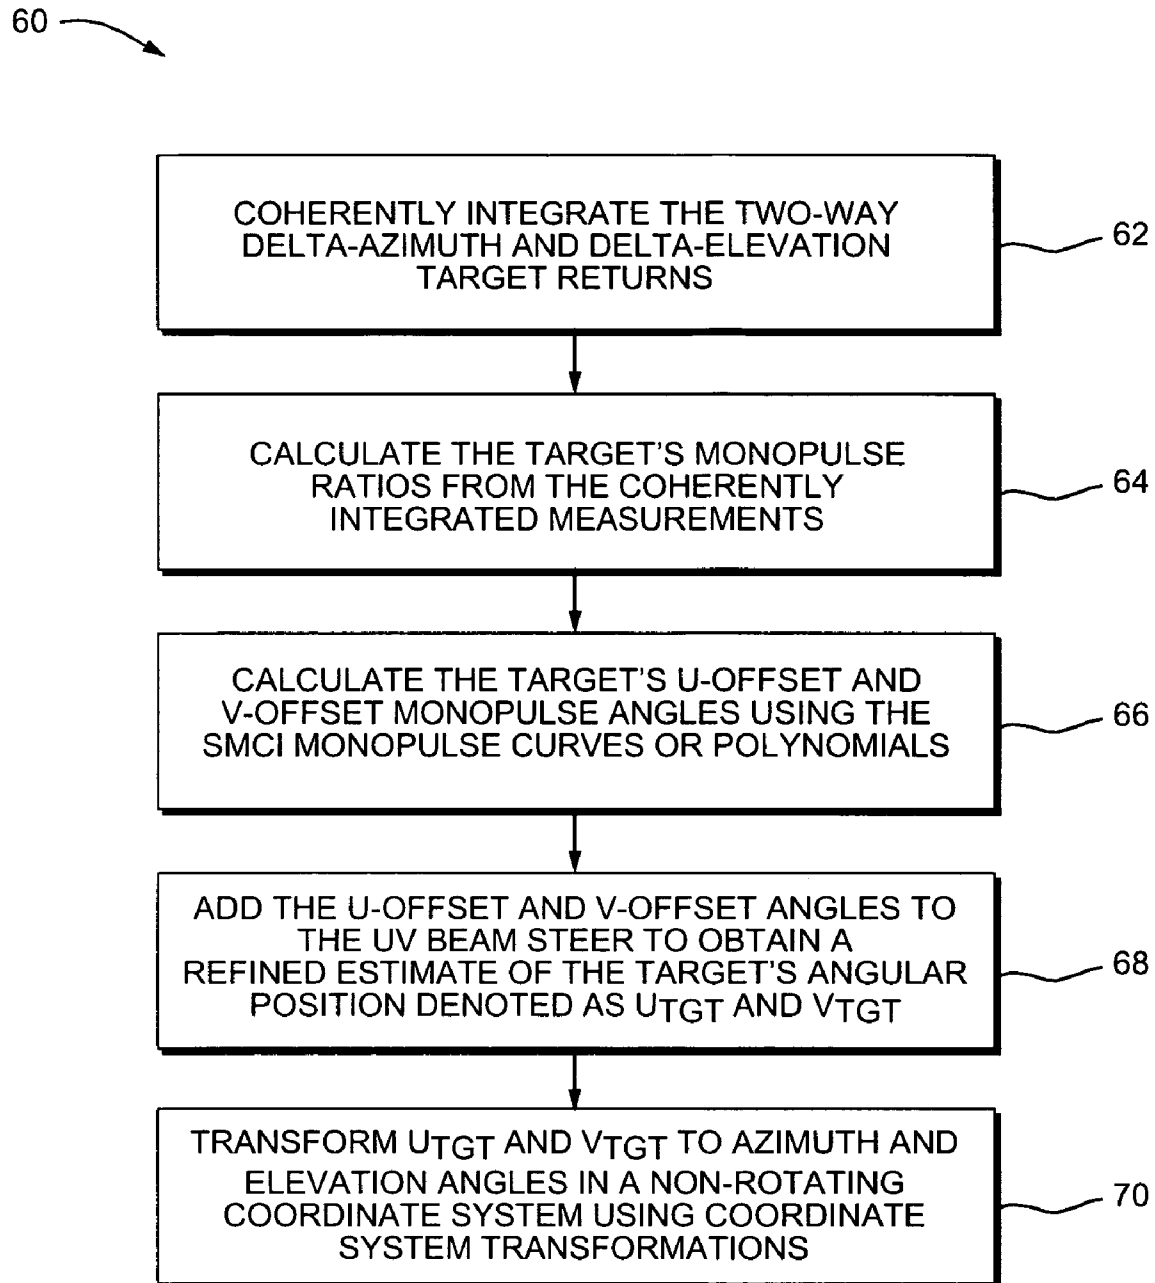 60
COHERENTLY INTEGRATE THE TWO-WAY
DELTA-AZIMUTH AND DELTA-ELEVATION
TARGET RETURNS
62
CALCULATE THE TARGET'S MONOPULSE
RATIOS FROM THE COHERENTLY
INTEGRATED MEASUREMENTS
64
CALCULATE THE TARGET'S U-OFFSET AND
V-OFFSET MONOPULSE ANGLES USING THE
SMCI MONOPULSE CURVES OR POLYNOMIALS
66
ADD THE U-OFFSET AND V-OFFSET ANGLES TO
THE UV BEAM STEER TO OBTAIN A
REFINED ESTIMATE OF THE TARGET'S ANGULAR
POSITION DENOTED AS UTGT AND VTGT
68
TRANSFORM UTGT AND VTGT TO AZIMUTH AND
ELEVATION ANGLES IN A NON-ROTATING
COORDINATE SYSTEM USING COORDINATE
SYSTEM TRANSFORMATIONS
70